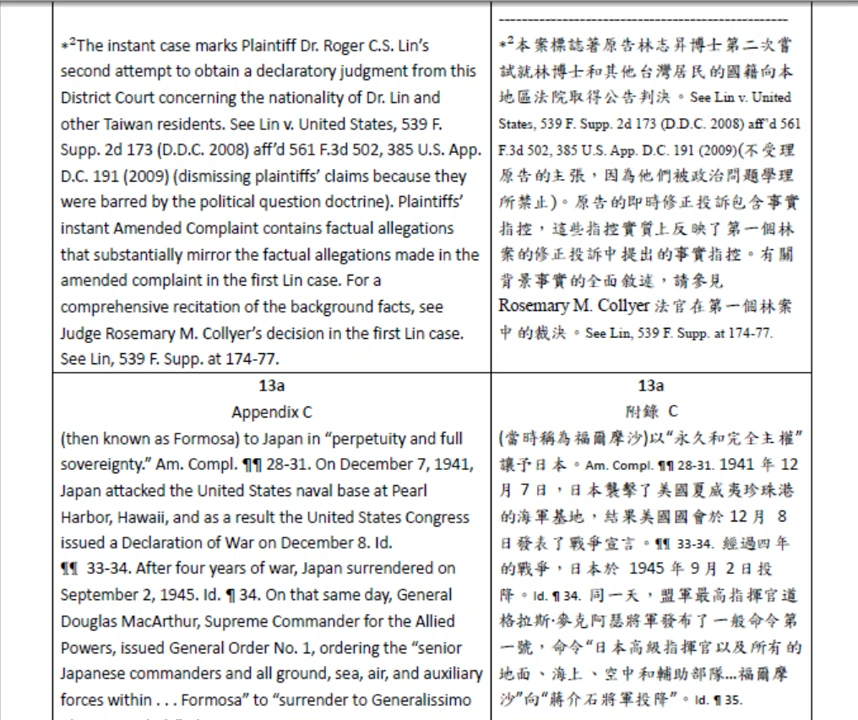 *²The instant case marks Plaintiff Dr. Roger C.S. Lin's
second attempt to obtain a declaratory judgment from this
District Court concerning the nationality of Dr. Lin and
other Taiwan residents. See Lin v. United States, 539 F.
Supp. 2d 173 (D.D.C. 2008) aff'd 561 F.3d 502, 385 U.S. App.
D.C. 191 (2009) (dismissing plaintiffs' claims because they
were barred by the political question doctrine). Plaintiffs'
instant Amended Complaint contains factual allegations
that substantially mirror the factual allegations made in the
amended complaint in the first Lin case. For a
comprehensive recitation of the background facts, see
Judge Rosemary M. Collyer's decision in the first Lin case.
See Lin, 539 F. Supp. at 174-77.
------------------------------------------------
*²本案標誌著原告林志昇博士第二次嘗
試就林博士和其他台灣居民的國籍向本
地區法院取得公告判決。See Lin v. United
States, 539 F. Supp. 2d 173 (D.D.C. 2008) aff'd 561
F.3d 502, 385 U.S. App. D.C. 191 (2009)(不受理
原告的主張，因為他們被政治問題學理
所禁止)。原告的即時修正投訴包含事實
指控，這些指控實質上反映了第一個林
案的修正投訴中提出的事實指控。有關
背景事實的全面敘述，請參見
Rosemary M. Collyer 法官在第一個林案
中的裁決。See Lin, 539 F. Supp. at 174-77.
13a
Appendix C
(then known as Formosa) to Japan in "perpetuity and full
sovereignty." Am. Compl. ¶¶ 28-31. On December 7, 1941,
Japan attacked the United States naval base at Pearl
Harbor, Hawaii, and as a result the United States Congress
issued a Declaration of War on December 8. Id.
¶¶ 33-34. After four years of war, Japan surrendered on
September 2, 1945. Id. ¶ 34. On that same day, General
Douglas MacArthur, Supreme Commander for the Allied
Powers, issued General Order No. 1, ordering the "senior
Japanese commanders and all ground, sea, air, and auxiliary
forces within . . . Formosa" to "surrender to Generalissimo
13a
附錄 C
(當時稱為福爾摩沙)以"永久和完全主權"
讓予日本。Am. Compl. ¶¶ 28-31. 1941 年 12
月 7 日，日本襲擊了美國夏威夷珍珠港
的海軍基地，結果美國國會於 12 月 8
日發表了戰爭宣言。¶¶ 33-34. 經過四年
的戰爭，日本於 1945 年 9 月 2 日投
降。Id. ¶ 34. 同一天，盟軍最高指揮官道
格拉斯·麥克阿瑟將軍發布了一般命令第
一號，命令"日本高級指揮官以及所有的
地面、海上、空中和輔助部隊...福爾摩
沙"向"蔣介石將軍投降"。Id. ¶ 35.